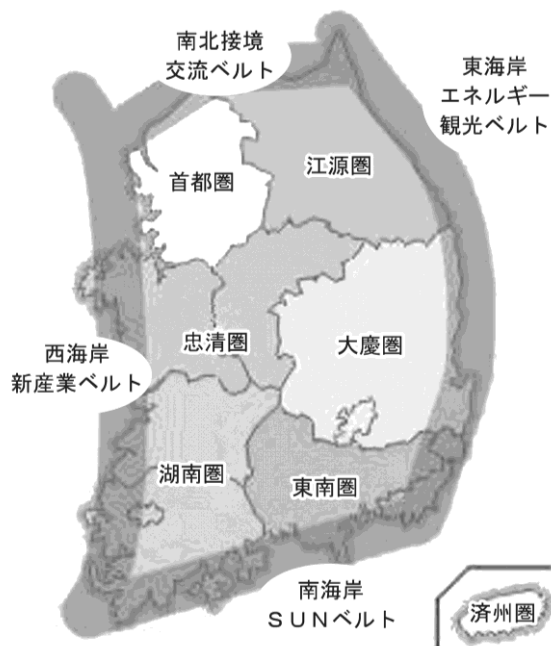 南北接境
交流ベルト
東海岸
エネルギー
観光ベルト
首都圏
江源圏
忠清圏
大慶圏
西海岸
新産業ベルト
湖南圏
東南圏
南海岸
ＳＵＮベルト
済州圏